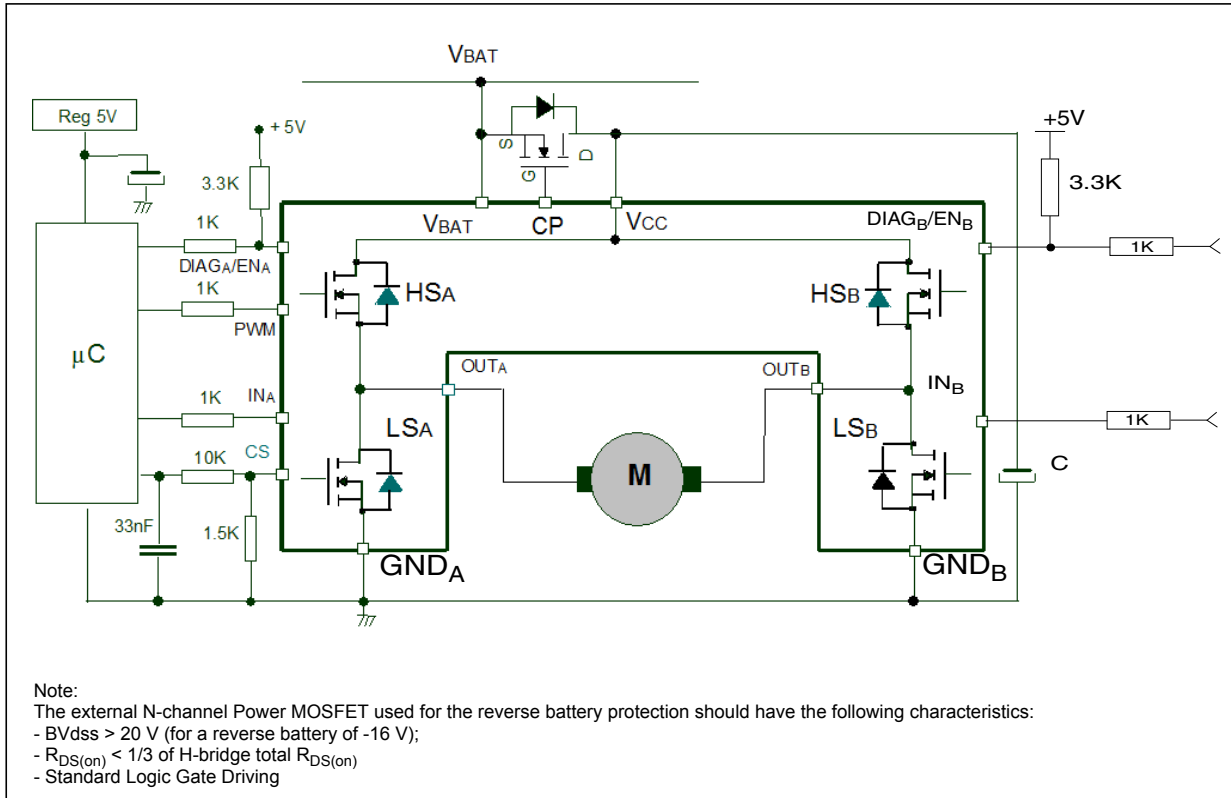 VBAT
Reg 5V
+ 5V
+5V
S
D
G
3.3K
3.3K
1K
VBAT
CP
VCC
DIAGB/ENB
1K
DIAGA/ENA
HSA
HSB
1K
PWM
µC
OUTA
OUTB
INA
INB
1K
1K
LSA
LSB
CS
10K
M
C
33nF
1.5K
GNDA
GNDB
Note:
The external N-channel Power MOSFET used for the reverse battery protection should have the following characteristics:
- BVdss > 20 V (for a reverse battery of -16 V);
- RDS(on) < 1/3 of H-bridge total RDS(on)
- Standard Logic Gate Driving